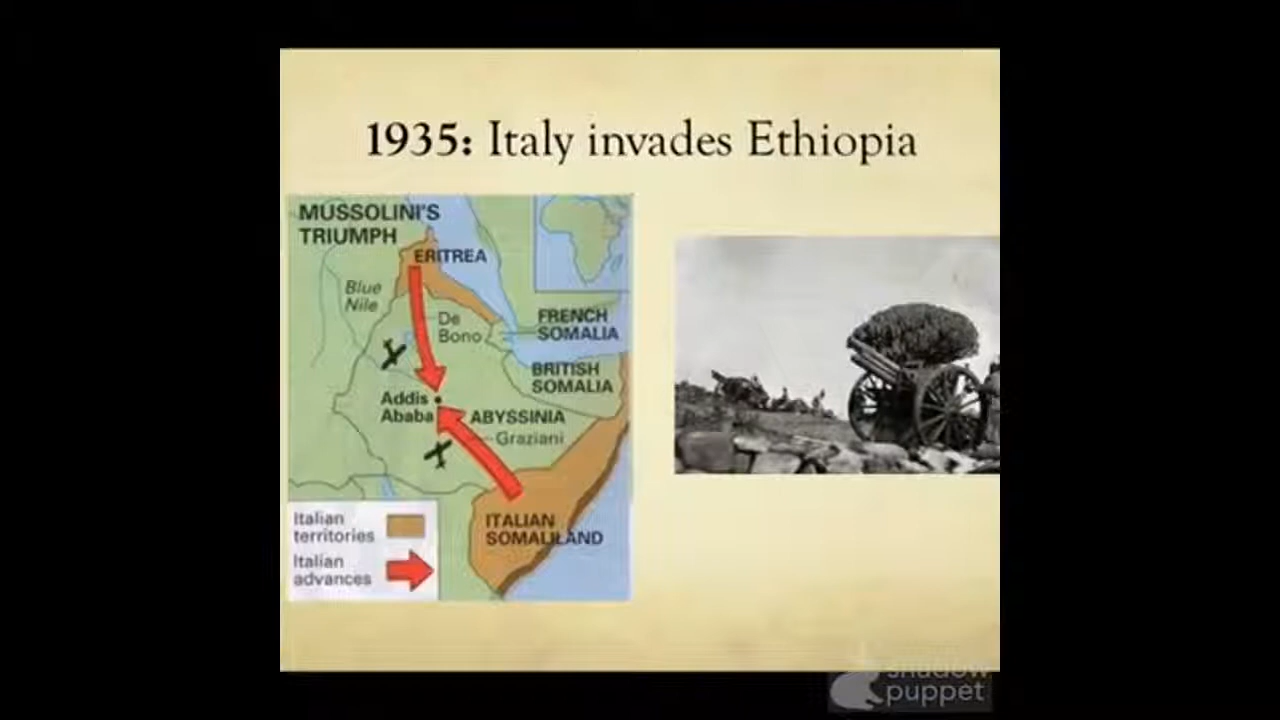 1935: Italy invades Ethiopia
MUSSOLINI'S
TRIUMPH
ERITREA
Blue
Nile
De
Bono
FRENCH
SOMALIA
BRITISH
SOMALIA
Addis
Ababa
ABYSSINIA
Graziani
ITALIAN
SOMALILAND
Italian
territories
Italian
advances
shadow
puppet